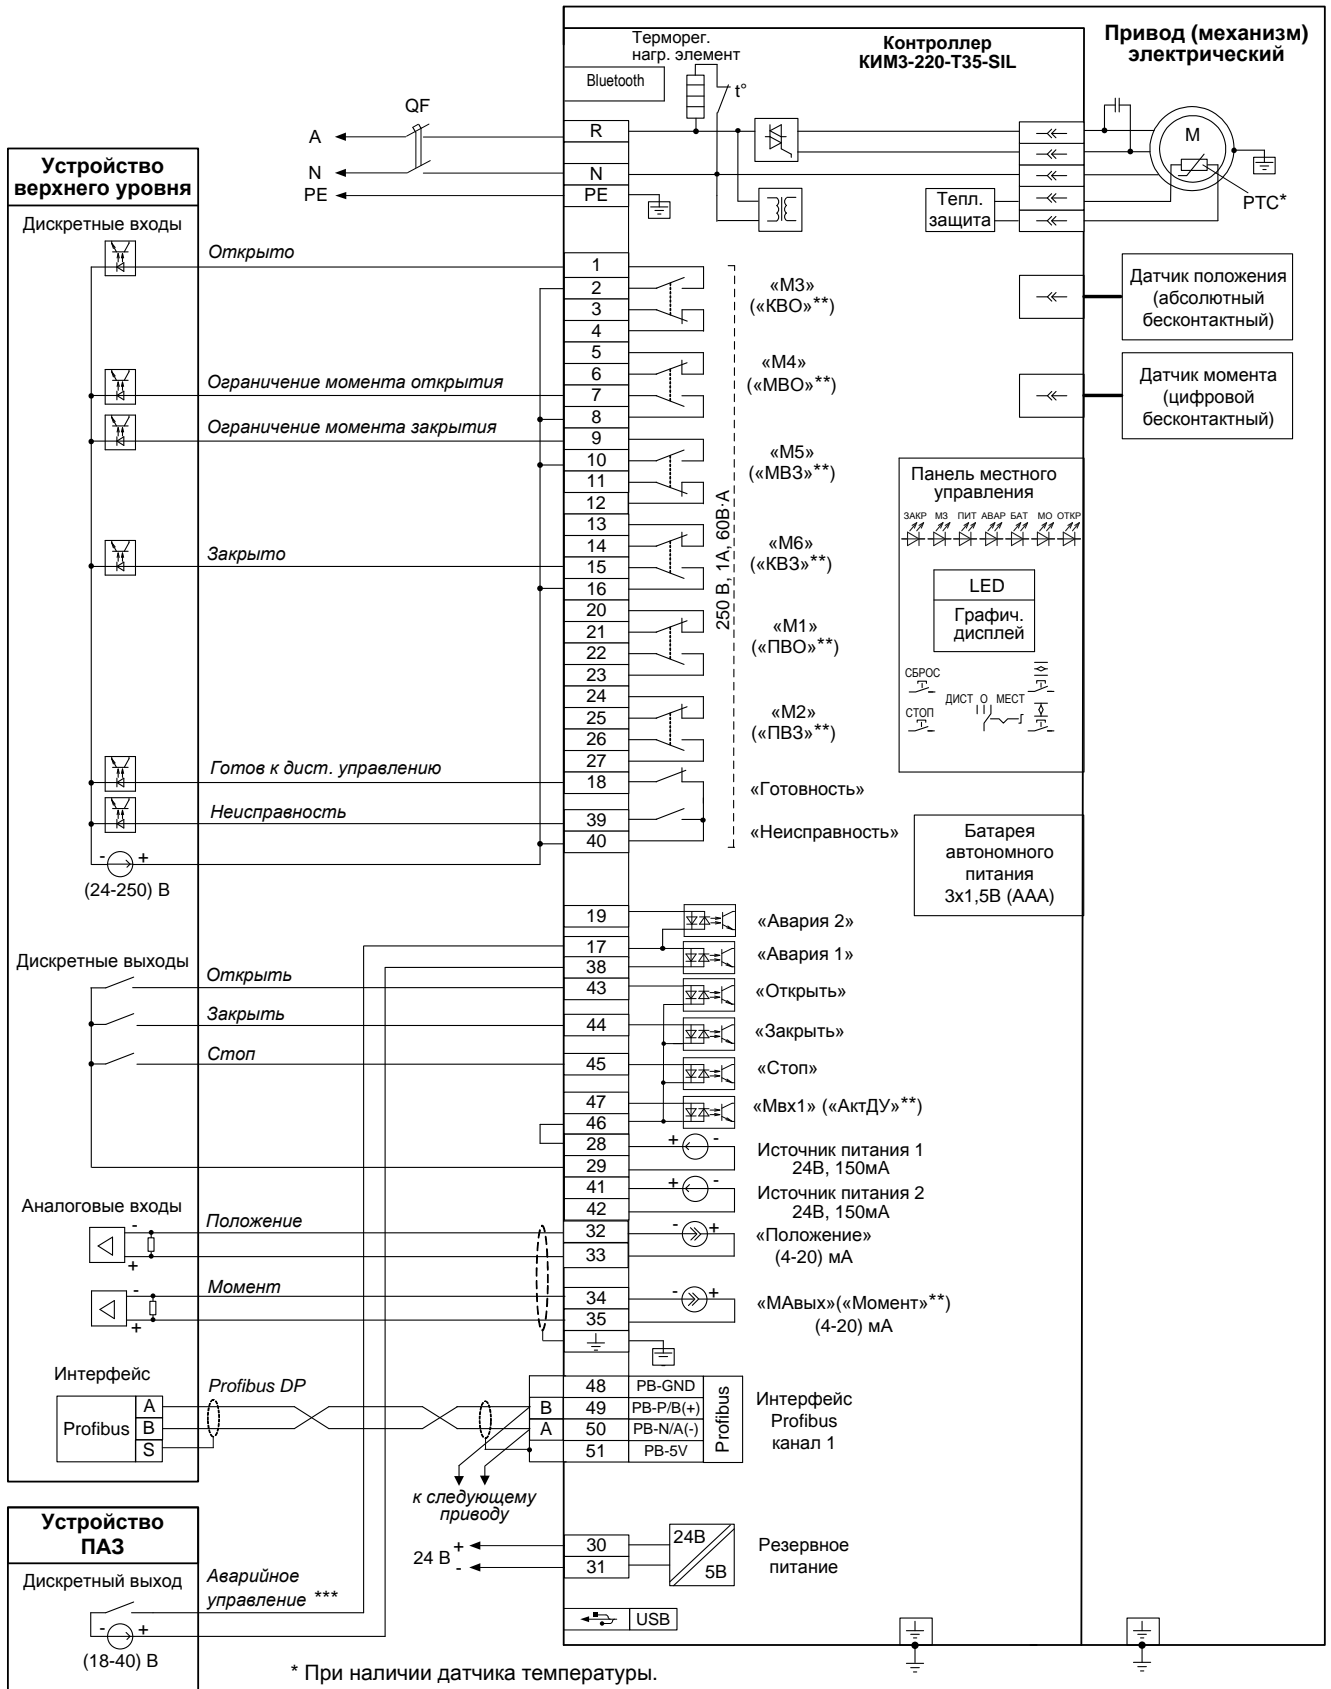 Привод (механизм)
электрический
Контроллер
КИМ3-220-Т35-SIL
Терморег.
нагр. элемент
Bluetooth
t°
QF
A
N
PE
R
N
PE
M
PTC*
Тепл.
защита
Устройство
верхнего уровня
Дискретные входы
Открыто
Ограничение момента открытия
Ограничение момента закрытия
Закрыто
Готов к дист. управлению
Неисправность
- +
(24-250) В
1
2
3
4
5
6
7
8
9
10
11
12
13
14
15
16
20
21
22
23
24
25
26
27
18
39
40
«М3»
(«КВО»**)
«М4»
(«МВО»**)
«М5»
(«МВЗ»**)
«М6»
(«КВЗ»**)
«М1»
(«ПВО»**)
«М2»
(«ПВЗ»**)
«Готовность»
«Неисправность»
250 В, 1А, 60В·А
Датчик положения
(абсолютный
бесконтактный)
Датчик момента
(цифровой
бесконтактный)
Панель местного
управления
ЗАКР МЗ ПИТ АВАР БАТ МО ОТКР
LED
Графич.
дисплей
СБРОС
СТОП
ДИСТ О МЕСТ
Батарея
автономного
питания
3х1,5В (ААА)
19
17
38
43
44
45
47
46
28
29
41
42
32
33
34
35
«Авария 2»
«Авария 1»
«Открыть»
«Закрыть»
«Стоп»
«Мвх1» («АктДУ»**)
+ -
Источник питания 1
24В, 150мА
+ -
Источник питания 2
24В, 150мА
- +
«Положение»
(4-20) мА
- +
«МАвых»(«Момент»**)
(4-20) мА
Дискретные выходы
Открыть
Закрыть
Стоп
Аналоговые входы
Положение
-
+
Момент
-
+
Интерфейс
Profibus
A
B
S
Profibus DP
B
A
48 PB-GND
49 PB-P/B(+)
50 PB-N/A(-)
51 PB-5V
Profibus
Интерфейс
Profibus
канал 1
к следующему
приводу
24 В
+
-
30
31
24В
5В
Резервное
питание
USB
Устройство
ПАЗ
Дискретный выход
Аварийное
управление ***
- +
(18-40) В
* При наличии датчика температуры.